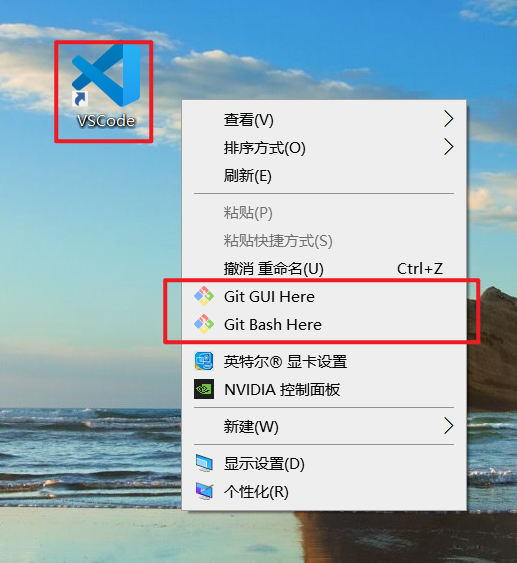 VSCode
查看(V)
排序方式(O)
刷新(E)
粘贴(P)
粘贴快捷方式(S)
撤消 重命名(U) Ctrl+Z
Git GUI Here
Git Bash Here
英特尔® 显卡设置
NVIDIA 控制面板
新建(W)
显示设置(D)
个性化(R)